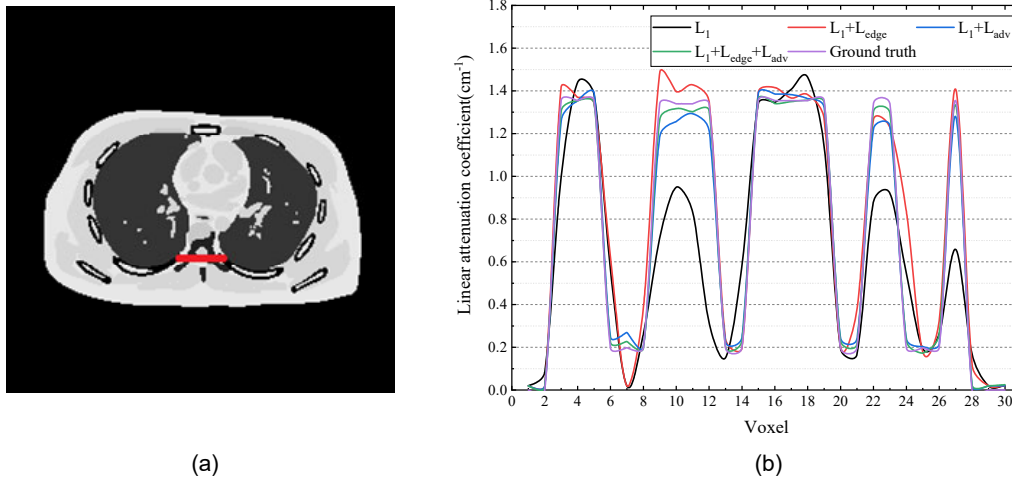 1.8
L₁
L₁+L_edge
L₁+L_adv
L₁+L_edge+L_adv
Ground truth
1.6
1.4
1.2
1.0
0.8
0.6
0.4
0.2
0.0
Linear attenuation coefficient(cm⁻¹)
0 2 4 6 8 10 12 14 16 18 20 22 24 26 28 30
Voxel
(a)
(b)